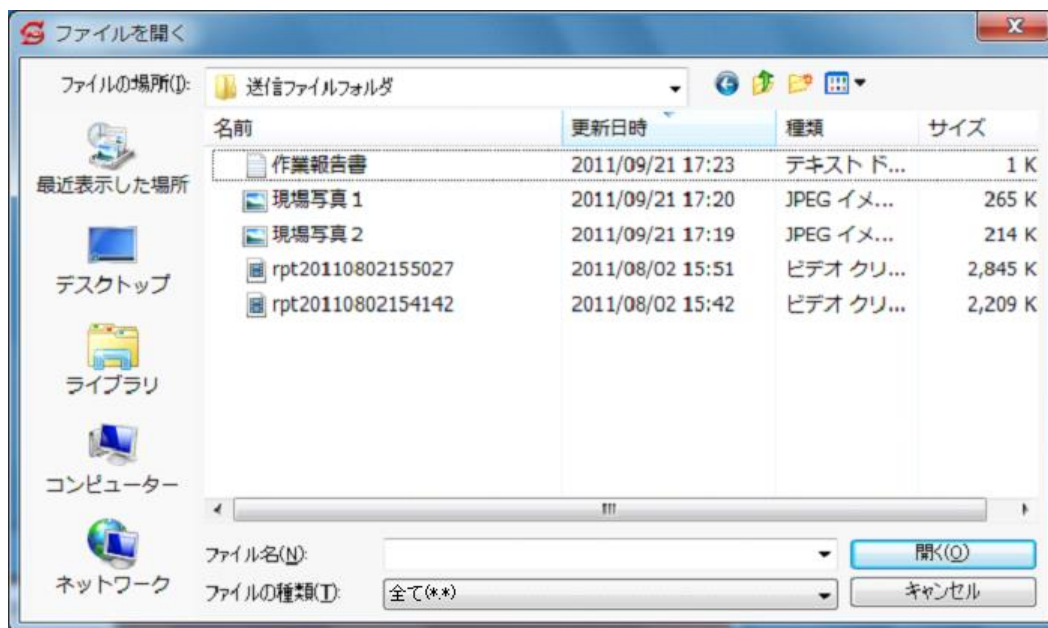 ファイルを開く
ファイルの場所(I): 送信ファイルフォルダ
名前 更新日時 種類 サイズ
作業報告書 2011/09/21 17:23 テキスト ド... 1 K
現場写真1 2011/09/21 17:20 JPEG イメ... 265 K
現場写真2 2011/09/21 17:19 JPEG イメ... 214 K
rpt20110802155027 2011/08/02 15:51 ビデオ クリ... 2,845 K
rpt20110802154142 2011/08/02 15:42 ビデオ クリ... 2,209 K
最近表示した場所
デスクトップ
ライブラリ
コンピューター
ネットワーク
ファイル名(N): 開く(O)
ファイルの種類(T): 全て(*.*) キャンセル